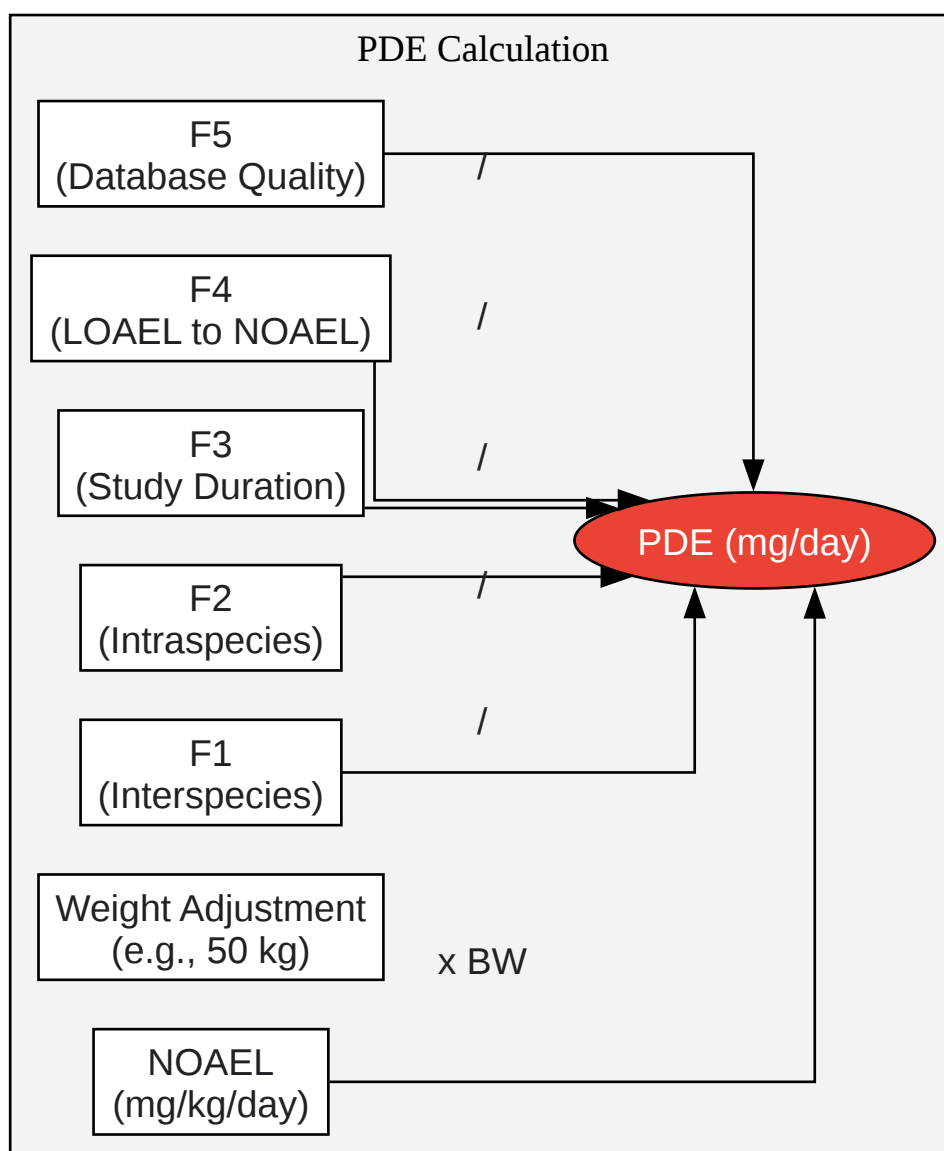 PDE Calculation
F5
(Database Quality)
/
F4
(LOAEL to NOAEL)
/
F3
(Study Duration)
/
PDE (mg/day)
F2
(Intraspecies)
/
F1
(Interspecies)
/
Weight Adjustment
(e.g., 50 kg)
x BW
NOAEL
(mg/kg/day)